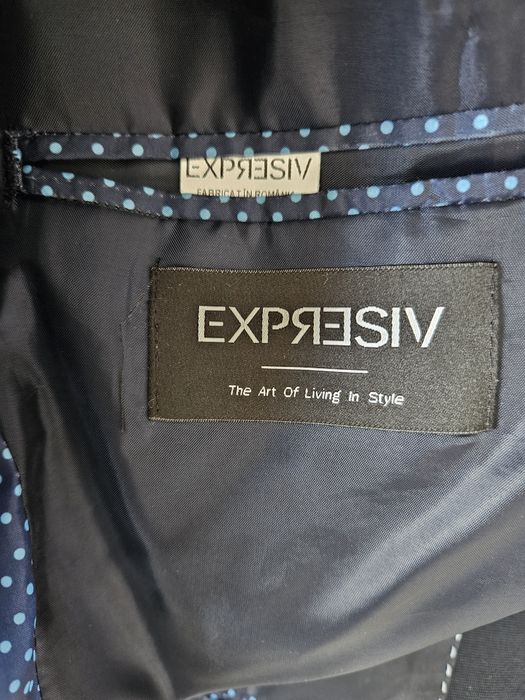 EXPRESIV
FABRICAT ÎN ROMÂNIA
EXPRESIV
The Art Of Living In Style